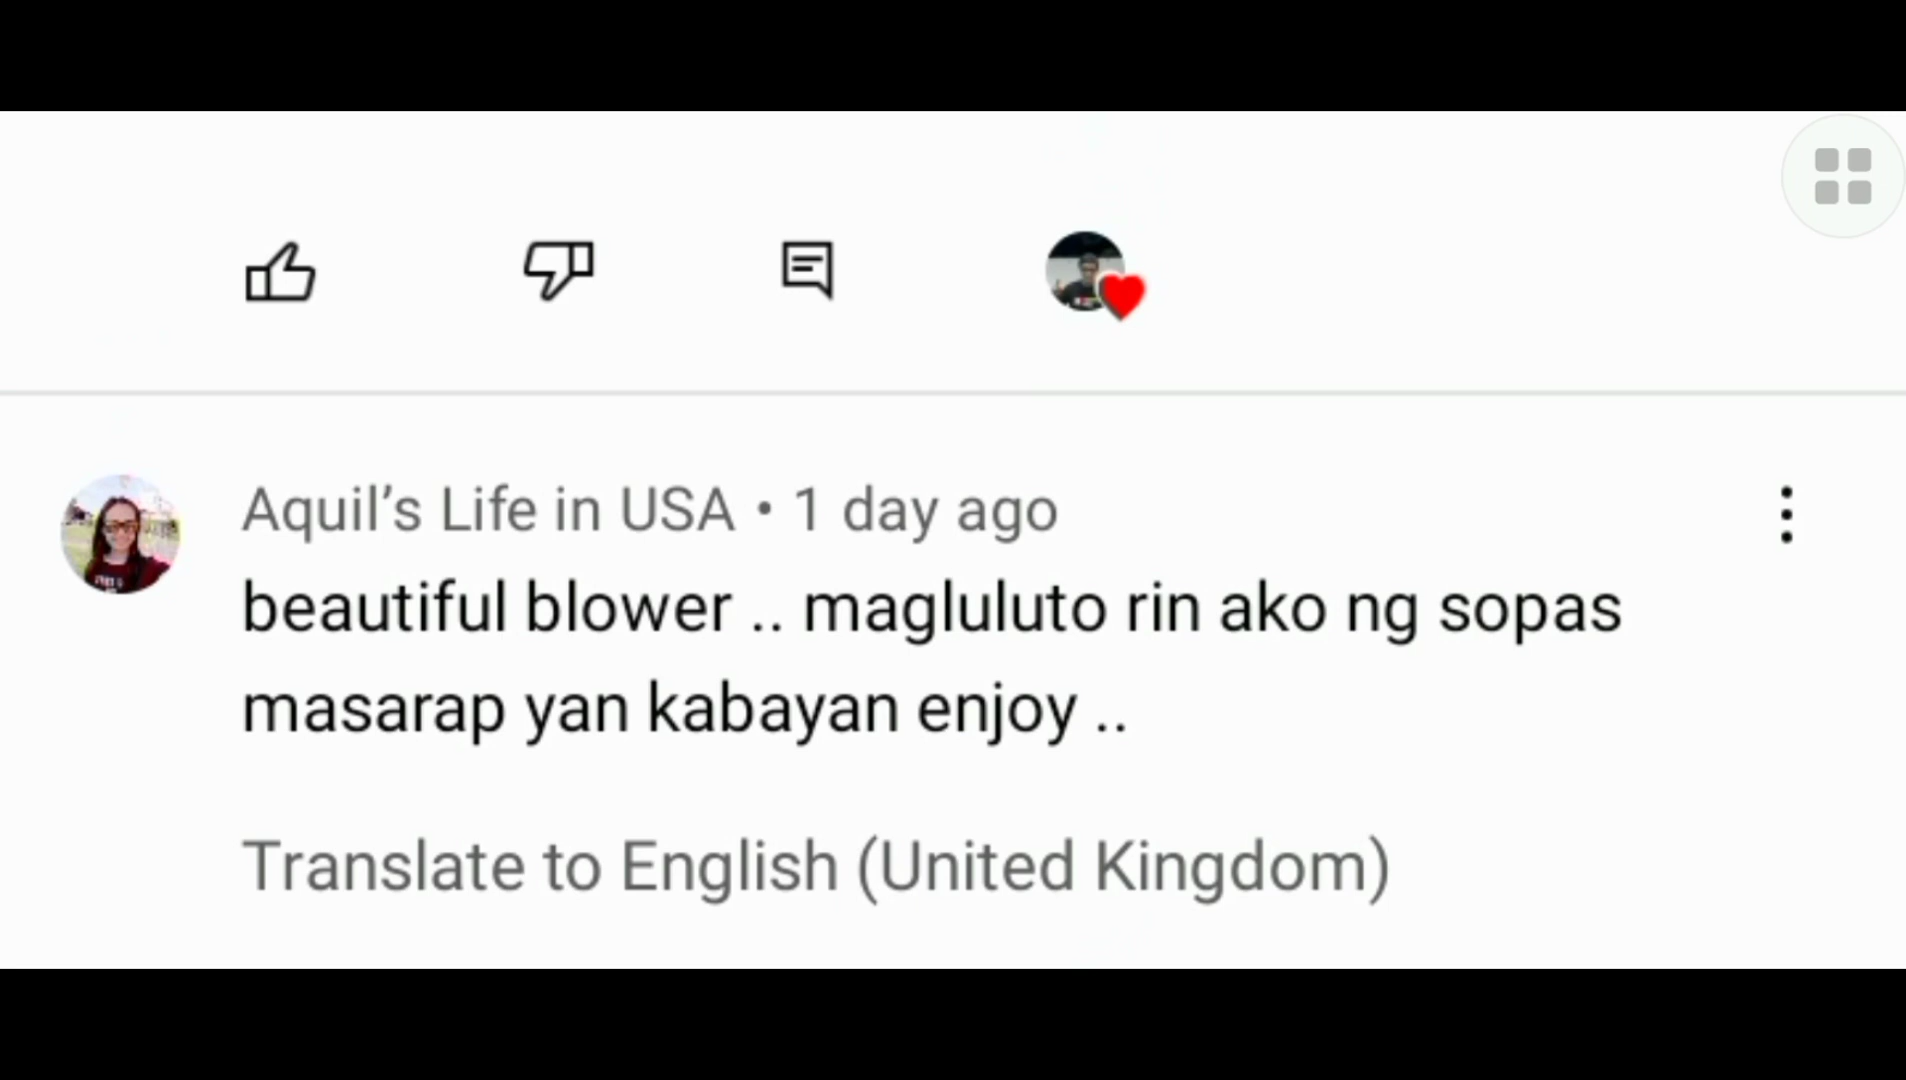 Aquil’s Life in USA • 1 day ago
beautiful blower .. magluluto rin ako ng sopas
masarap yan kabayan enjoy ..
Translate to English (United Kingdom)